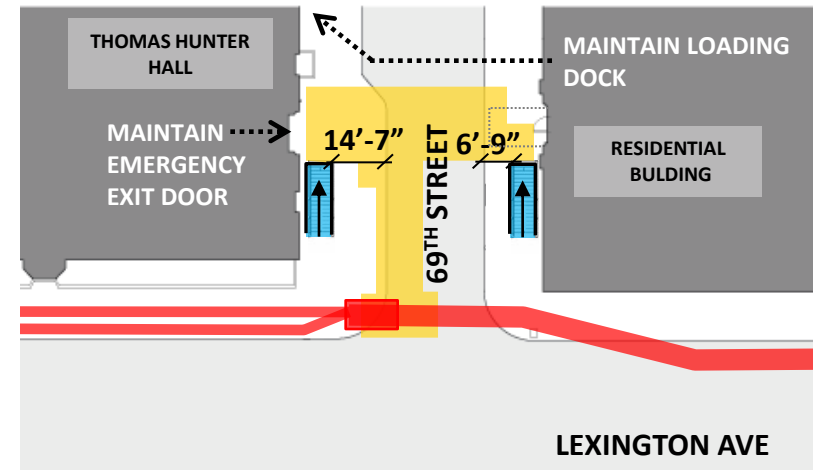 THOMAS HUNTER
HALL
MAINTAIN LOADING
DOCK
MAINTAIN
EMERGENCY
EXIT DOOR
14’-7”
6’-9”
69TH STREET
RESIDENTIAL
BULDING
LEXINGTON AVE